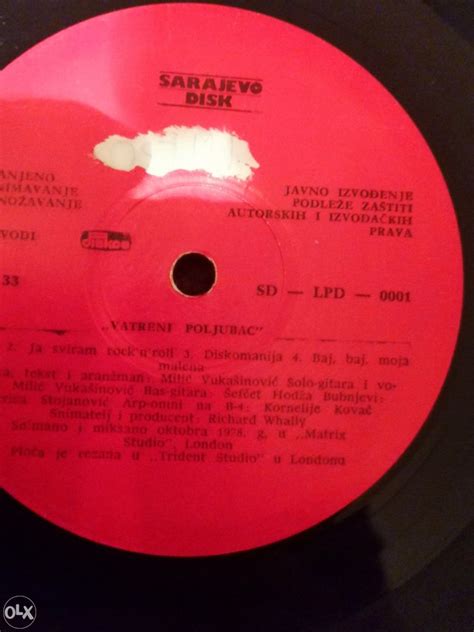 SARAJEVO
DISK
ANJENO
NIMAVANJE
NOŽAVANJE
VODI
JAVNO IZVOĐENJE
PODLEŽE ZAŠTITI
AUTORSKIH I IZVOĐAČKIH
PRAVA
diskos
33
SD — LPD — 0001
„VATRENI POLJUBAC"
2. Ja sviram rock'n'roll 3. Diskomanija 4. Baj, baj, moja
malena
ka, tekst i aranžman: Milić Vukašinović Solo-gitara i vo-
Milić Vukašinović Bas-gitara: Šefćet Hodža Bubnjevi:
Stojanović Arp-omni na B-4: Kornelije Kovač
Snimatelj i producent: Richard Whally
Snimano i miksano oktobra 1978. g. u „Matrix
Studio", London
Ploča je rezana u „Trident Studio" u Londonu
OLX